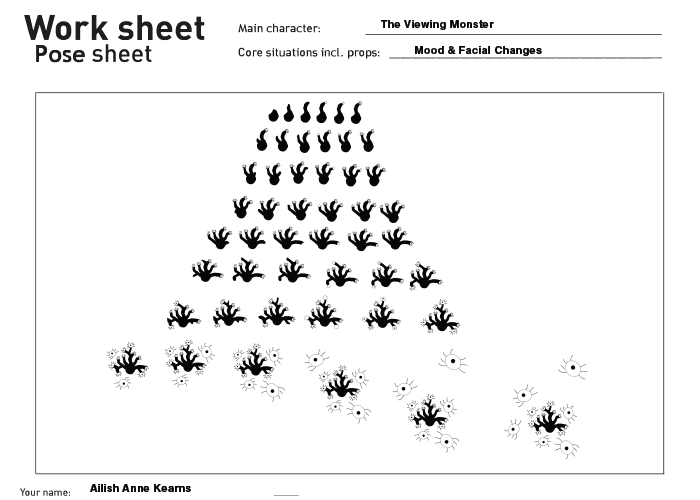 Work sheet
Pose sheet
Main character: The Viewing Monster
Core situations incl. props: Mood & Facial Changes
Your name: Ailish Anne Kearns